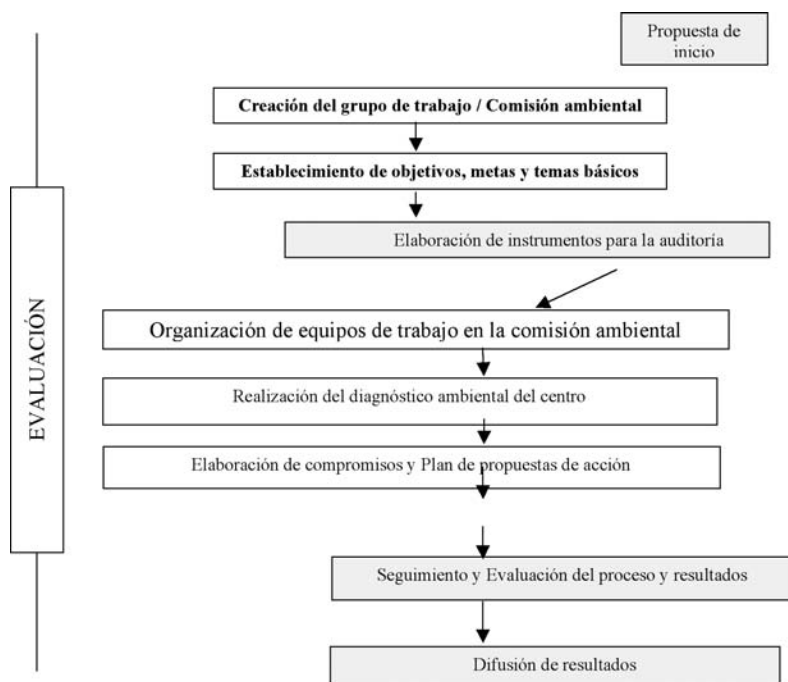 Propuesta de
inicio
Creación del grupo de trabajo / Comisión ambiental
Establecimiento de objetivos, metas y temas básicos
Elaboración de instrumentos para la auditoría
Organización de equipos de trabajo en la comisión ambiental
Realización del diagnóstico ambiental del centro
Elaboración de compromisos y Plan de propuestas de acción
Seguimiento y Evaluación del proceso y resultados
Difusión de resultados
EVALUACIÓN